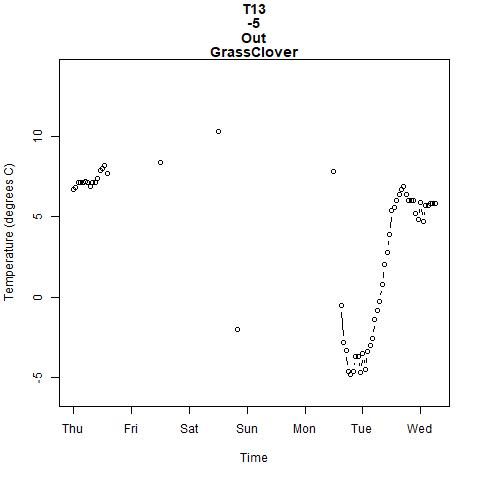 T13
-5
Out
GrassClover
Temperature (degrees C)
10
5
0
-5
Thu Fri Sat Sun Mon Tue Wed
Time